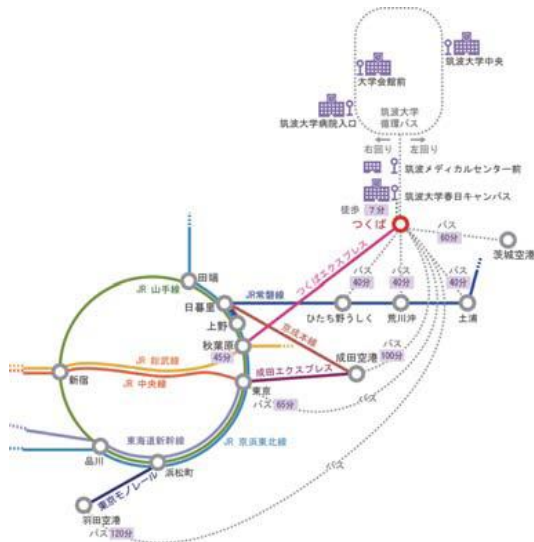 筑波大学中央
大学会館前
筑波大学病院入口
筑波大学
循環バス
右回り
左回り
筑波メディカルセンター前
筑波大学春日キャンパス
徒歩 7分
つくば
バス
60分
茨城空港
つくばエクスプレス
バス
40分
バス
40分
バス
40分
田端
JR 山手線
日暮里
JR常磐線
上野
ひたち野うしく
荒川沖
土浦
京成本線
秋葉原
45分
JR 総武線
成田空港
バス
100分
新宿
JR 中央線
成田エクスプレス
東京
バス 65分
バス
東海道新幹線
JR 京浜東北線
品川
浜松町
バス
東京モノレール
羽田空港
バス 120分